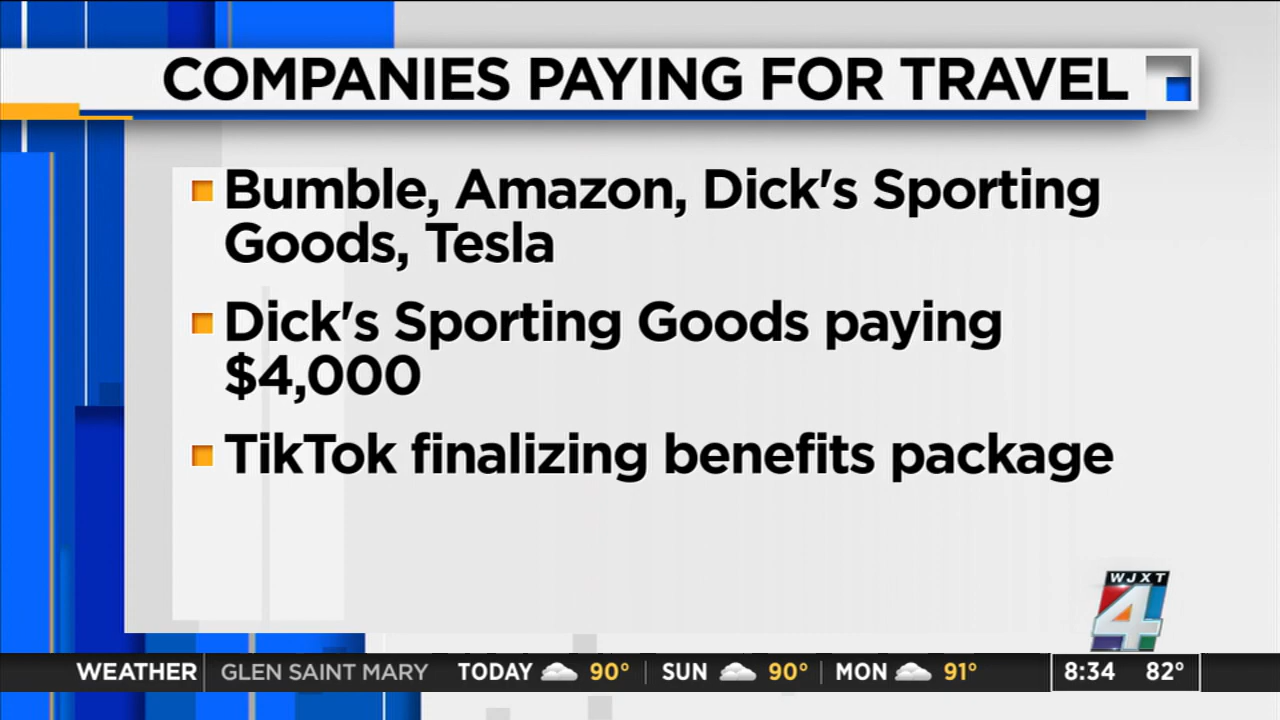 COMPANIES PAYING FOR TRAVEL
Bumble, Amazon, Dick's Sporting
Goods, Tesla
Dick's Sporting Goods paying
$4,000
TikTok finalizing benefits package
WJXT
4
WEATHER GLEN SAINT MARY TODAY 90° SUN 90° MON 91° 8:34 82°